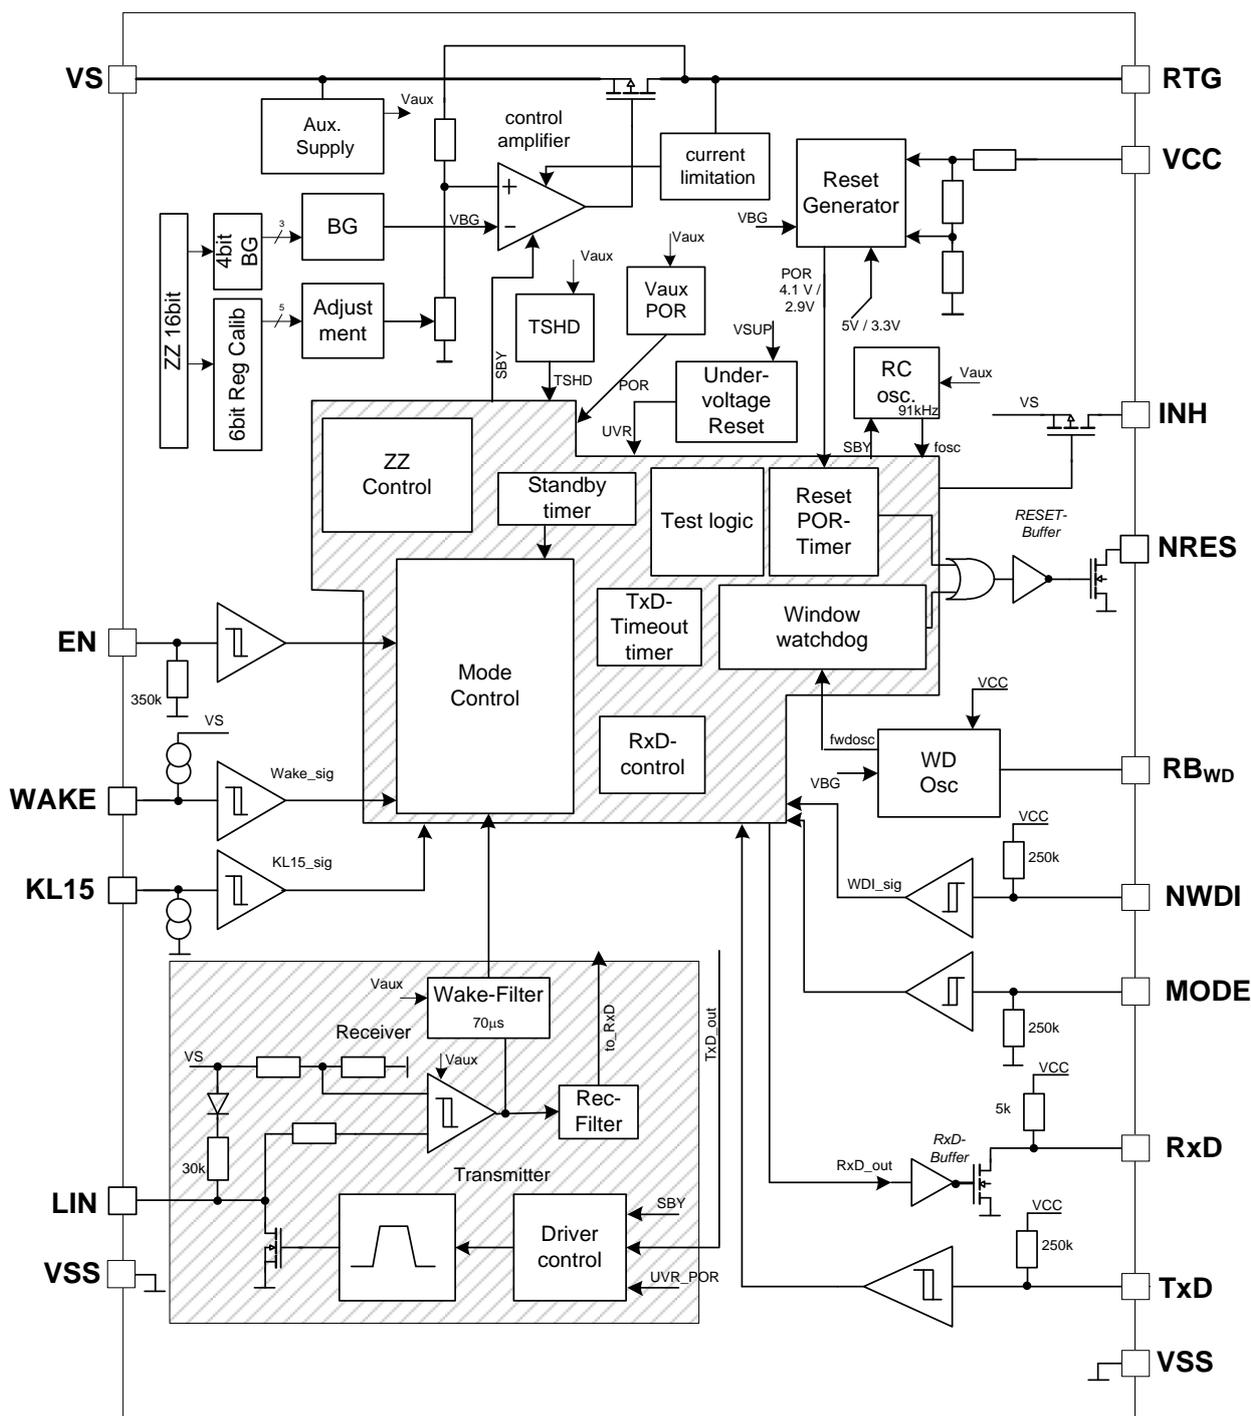 VS
RTG
Vaux
Aux.
Supply
control
amplifier
current
limitation
Reset
Generator
VCC
VBG
3
4bit
BG
BG
VBG
+
−
ZZ 16bit
5
6bit Reg Calib
Adjust
ment
SBY
Vaux
TSHD
TSHD
Vaux
Vaux
POR
POR
VSUP
Under-
voltage
Reset
UVR
POR
4.1 V /
2.9V
5V / 3.3V
RC
osc.
91kHz
Vaux
SBY
fosc
VS
INH
ZZ
Control
Standby
timer
Test logic
Reset
POR-
Timer
RESET-
Buffer
NRES
TxD-
Timeout
timer
Window
watchdog
Mode
Control
EN
350k
VS
RxD-
control
fwdosc
VCC
VBG
WD
Osc
RBWD
WAKE
Wake_sig
KL15
KL15_sig
VCC
250k
WDI_sig
NWDI
MODE
250k
Vaux
Wake-Filter
70µs
to_RxD
TxD_out
Receiver
VS
Vaux
Rec-
Filter
30k
VCC
5k
RxD-
Buffer
RxD_out
RxD
LIN
Transmitter
Driver
control
SBY
UVR_POR
VCC
250k
VSS
TxD
VSS